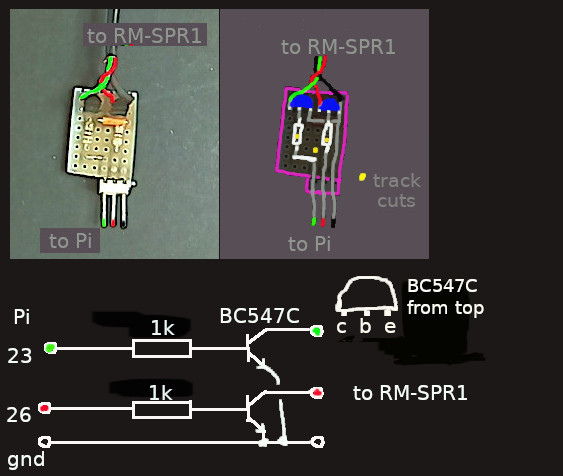 to RM-SPR1
to RM-SPR1
track
cuts
to Pi
to Pi
BC547C
from top
c b e
Pi
BC547C
1k
23
1k
to RM-SPR1
26
gnd